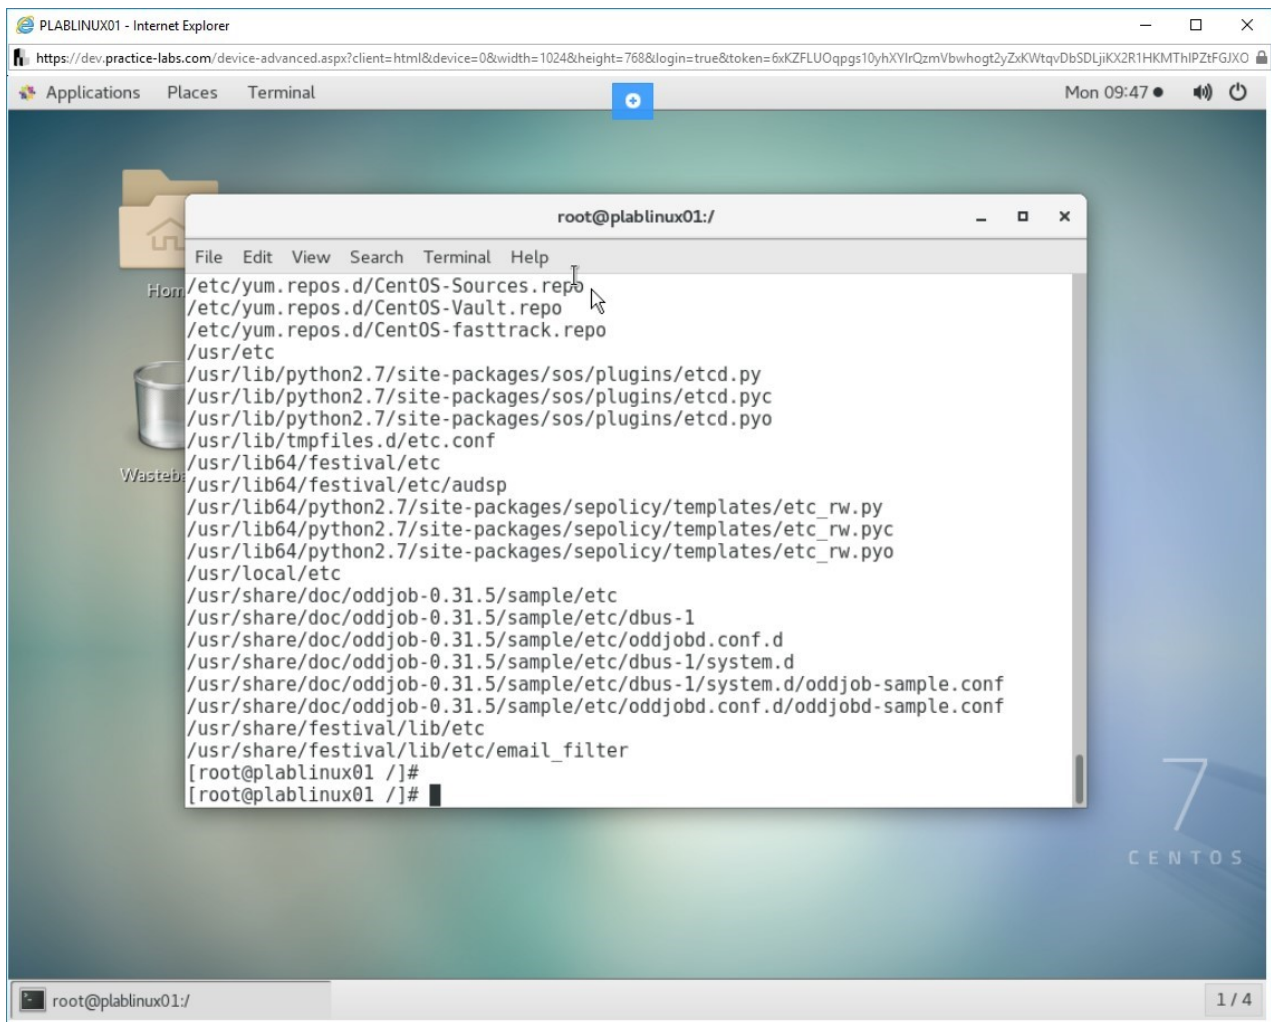 PLABLINUX01 - Internet Explorer
https://dev.practice-labs.com/device-advanced.aspx?client=html&device=0&width=1024&height=768&login=true&token=6xKZFLUOqpgs10yhXYIrQzmVbwhogt2yZxKWtqvDbSDLjiKX2R1HKMThIPZtFGJXO
Applications Places Terminal Mon 09:47
root@plablinux01:/
File Edit View Search Terminal Help
/etc/yum.repos.d/CentOS-Sources.repo
/etc/yum.repos.d/CentOS-Vault.repo
/etc/yum.repos.d/CentOS-fasttrack.repo
/usr/etc
/usr/lib/python2.7/site-packages/sos/plugins/etcd.py
/usr/lib/python2.7/site-packages/sos/plugins/etcd.pyc
/usr/lib/python2.7/site-packages/sos/plugins/etcd.pyo
/usr/lib/tmpfiles.d/etc.conf
/usr/lib64/festival/etc
/usr/lib64/festival/etc/audsp
/usr/lib64/python2.7/site-packages/sepolicy/templates/etc_rw.py
/usr/lib64/python2.7/site-packages/sepolicy/templates/etc_rw.pyc
/usr/lib64/python2.7/site-packages/sepolicy/templates/etc_rw.pyo
/usr/local/etc
/usr/share/doc/oddjob-0.31.5/sample/etc
/usr/share/doc/oddjob-0.31.5/sample/etc/dbus-1
/usr/share/doc/oddjob-0.31.5/sample/etc/oddjobd.conf.d
/usr/share/doc/oddjob-0.31.5/sample/etc/dbus-1/system.d
/usr/share/doc/oddjob-0.31.5/sample/etc/dbus-1/system.d/oddjob-sample.conf
/usr/share/doc/oddjob-0.31.5/sample/etc/oddjobd.conf.d/oddjobd-sample.conf
/usr/share/festival/lib/etc
/usr/share/festival/lib/etc/email_filter
[root@plablinux01 /]#
[root@plablinux01 /]#
Hom
Wasteb
7
CENTOS
root@plablinux01:/
1 / 4